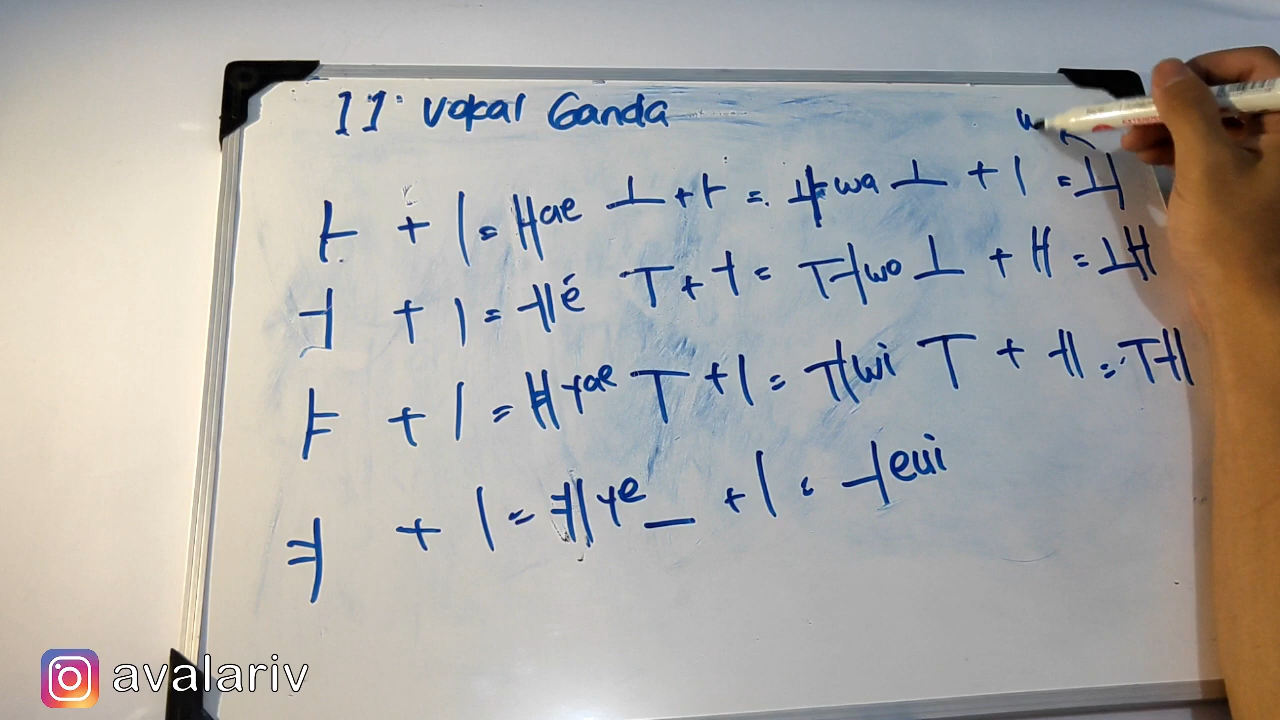 11. Vokal Ganda
ㅏ + ㅣ = ㅐ ae ㅗ + ㅏ = ㅘ wa ㅗ + ㅣ = ㅚ w
ㅓ + ㅣ = ㅔ é ㅜ + ㅓ = ㅝ wo ㅗ + ㅐ = ㅙ
ㅑ + ㅣ = ㅒ yae ㅜ + ㅣ = ㅟ wi ㅜ + ㅔ = ㅞ
ㅕ + ㅣ = ㅖ ye ㅡ + ㅣ = ㅢ eui
avalariv